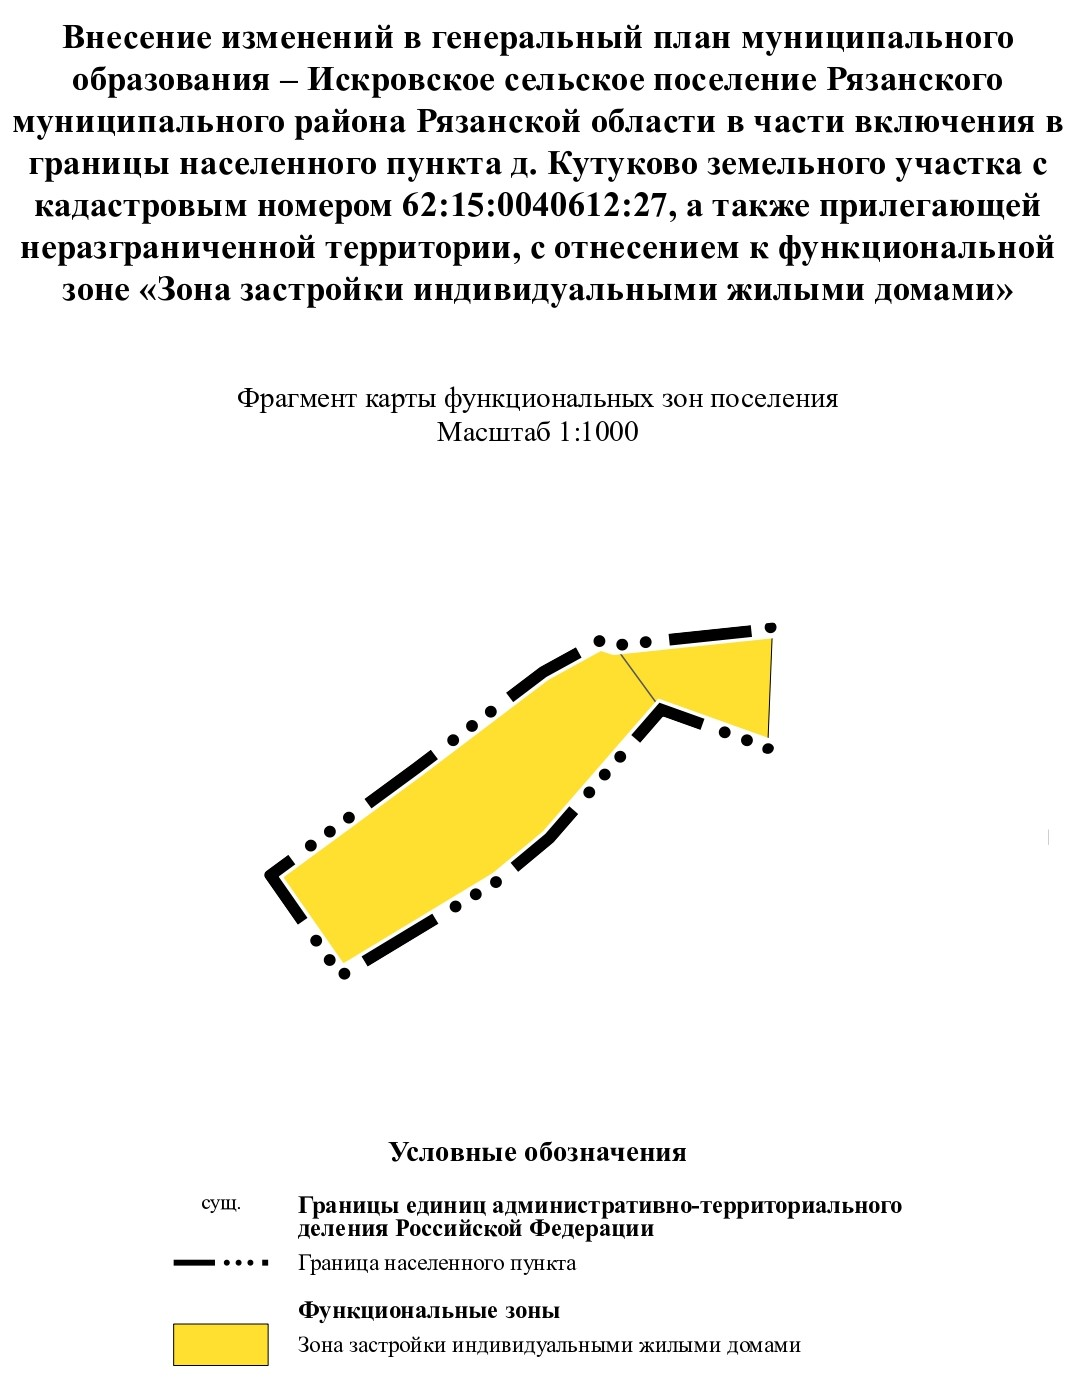 Внесение изменений в генеральный план муниципального
образования – Искровское сельское поселение Рязанского
муниципального района Рязанской области в части включения в
границы населенного пункта д. Кутуково земельного участка с
кадастровым номером 62:15:0040612:27, а также прилегающей
неразграниченной территории, с отнесением к функциональной
зоне «Зона застройки индивидуальными жилыми домами»
Фрагмент карты функциональных зон поселения
Масштаб 1:1000
Условные обозначения
сущ.
Границы единиц административно-территориального
деления Российской Федерации
Граница населенного пункта
Функциональные зоны
Зона застройки индивидуальными жилыми домами